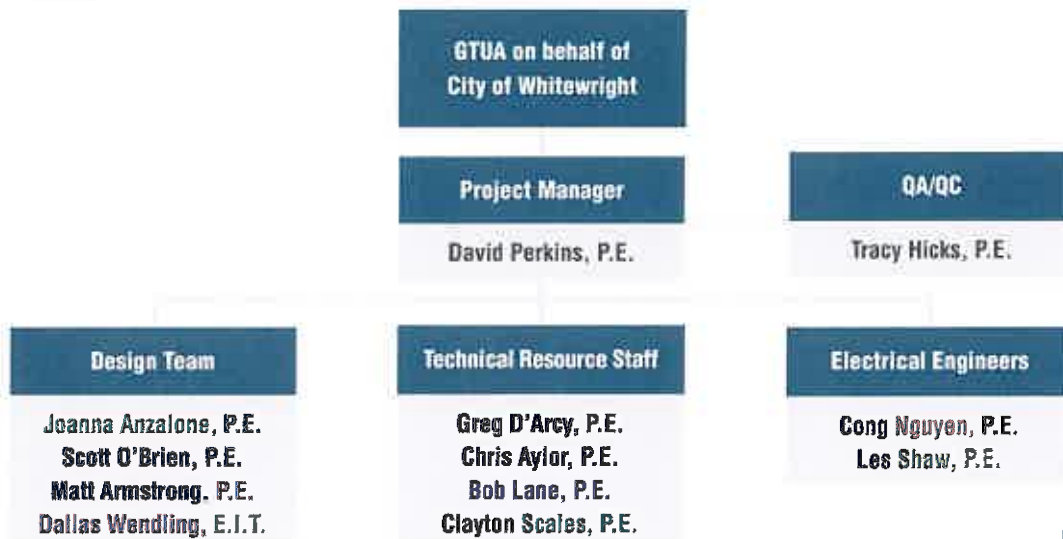 GTUA on behalf of
City of Whitewright
Project Manager
David Perkins, P.E.
QA/QC
Tracy Hicks, P.E.
Design Team
Joanna Anzalone, P.E.
Scott O'Brien, P.E.
Matt Armstrong. P.E.
Dallas Wendling, E.I.T.
Technical Resource Staff
Greg D'Arcy, P.E.
Chris Aylor, P.E.
Bob Lane, P.E.
Clayton Scales, P.E.
Electrical Engineers
Cong Nguyen, P.E.
Les Shaw, P.E.